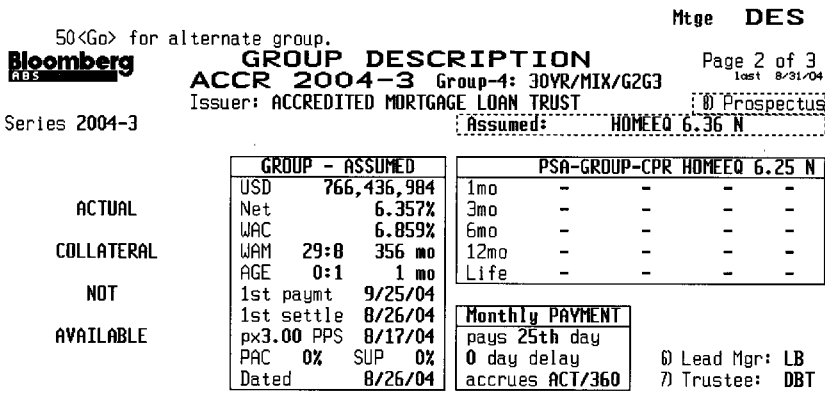 Mtge DES
50<Go> for alternate group.
Bloomberg GROUP DESCRIPTION Page 2 of 3
ABS ACCR 2004-3 Group-4: 30YR/MIX/G2G3 last 8/31/04
Issuer: ACCREDITED MORTGAGE LOAN TRUST 8) Prospectus
Series 2004-3 Assumed: HOMEEQ 6.36 N
GROUP - ASSUMED PSA-GROUP-CPR HOMEEQ 6.25 N
USD 766,436,984 1mo - - - -
ACTUAL Net 6.357% 3mo - - - -
WAC 6.859% 6mo - - - -
COLLATERAL WAM 29:8 356 mo 12mo - - - -
AGE 0:1 1 mo Life - - - -
NOT 1st paymt 9/25/04
1st settle 8/26/04 Monthly PAYMENT
AVAILABLE px3.00 PPS 8/17/04 pays 25th day
PAC 0% SUP 0% 0 day delay 6) Lead Mgr: LB
Dated 8/26/04 accrues ACT/360 7) Trustee: DBT